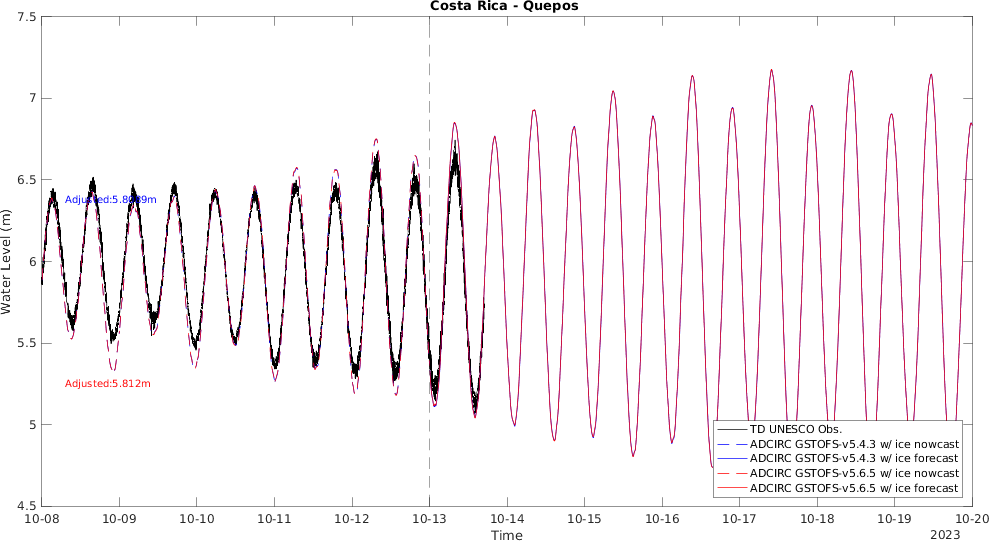 Costa Rica - Quepos
7.5
7
6.5
6
5.5
5
4.5
Water Level (m)
Adjusted:5.812m
TD UNESCO Obs.
ADCIRC GSTOFS-v5.4.3 w/ ice nowcast
ADCIRC GSTOFS-v5.4.3 w/ ice forecast
ADCIRC GSTOFS-v5.6.5 w/ ice nowcast
ADCIRC GSTOFS-v5.6.5 w/ ice forecast
10-08 10-09 10-10 10-11 10-12 10-13 10-14 10-15 10-16 10-17 10-18 10-19 10-20
Time
2023